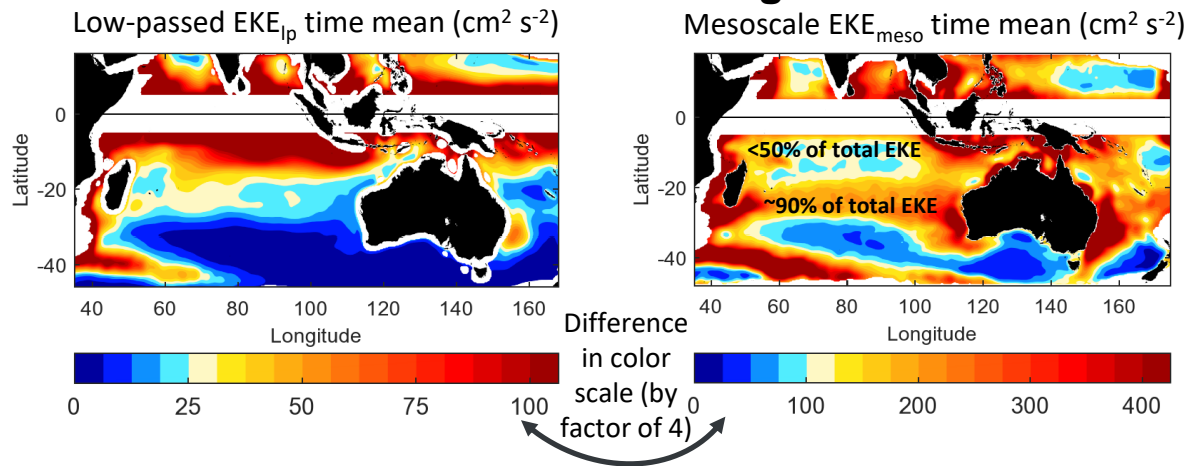 Low-passed EKE_lp time mean (cm² s⁻²)
Mesoscale EKE_meso time mean (cm² s⁻²)
Latitude
0
-20
-40
40
60
80
100
120
140
160
Longitude
0
25
50
75
100
Latitude
0
-20
-40
<50% of total EKE
~90% of total EKE
40
60
80
100
120
140
160
Longitude
0
100
200
300
400
Difference
in color
scale (by
factor of 4)